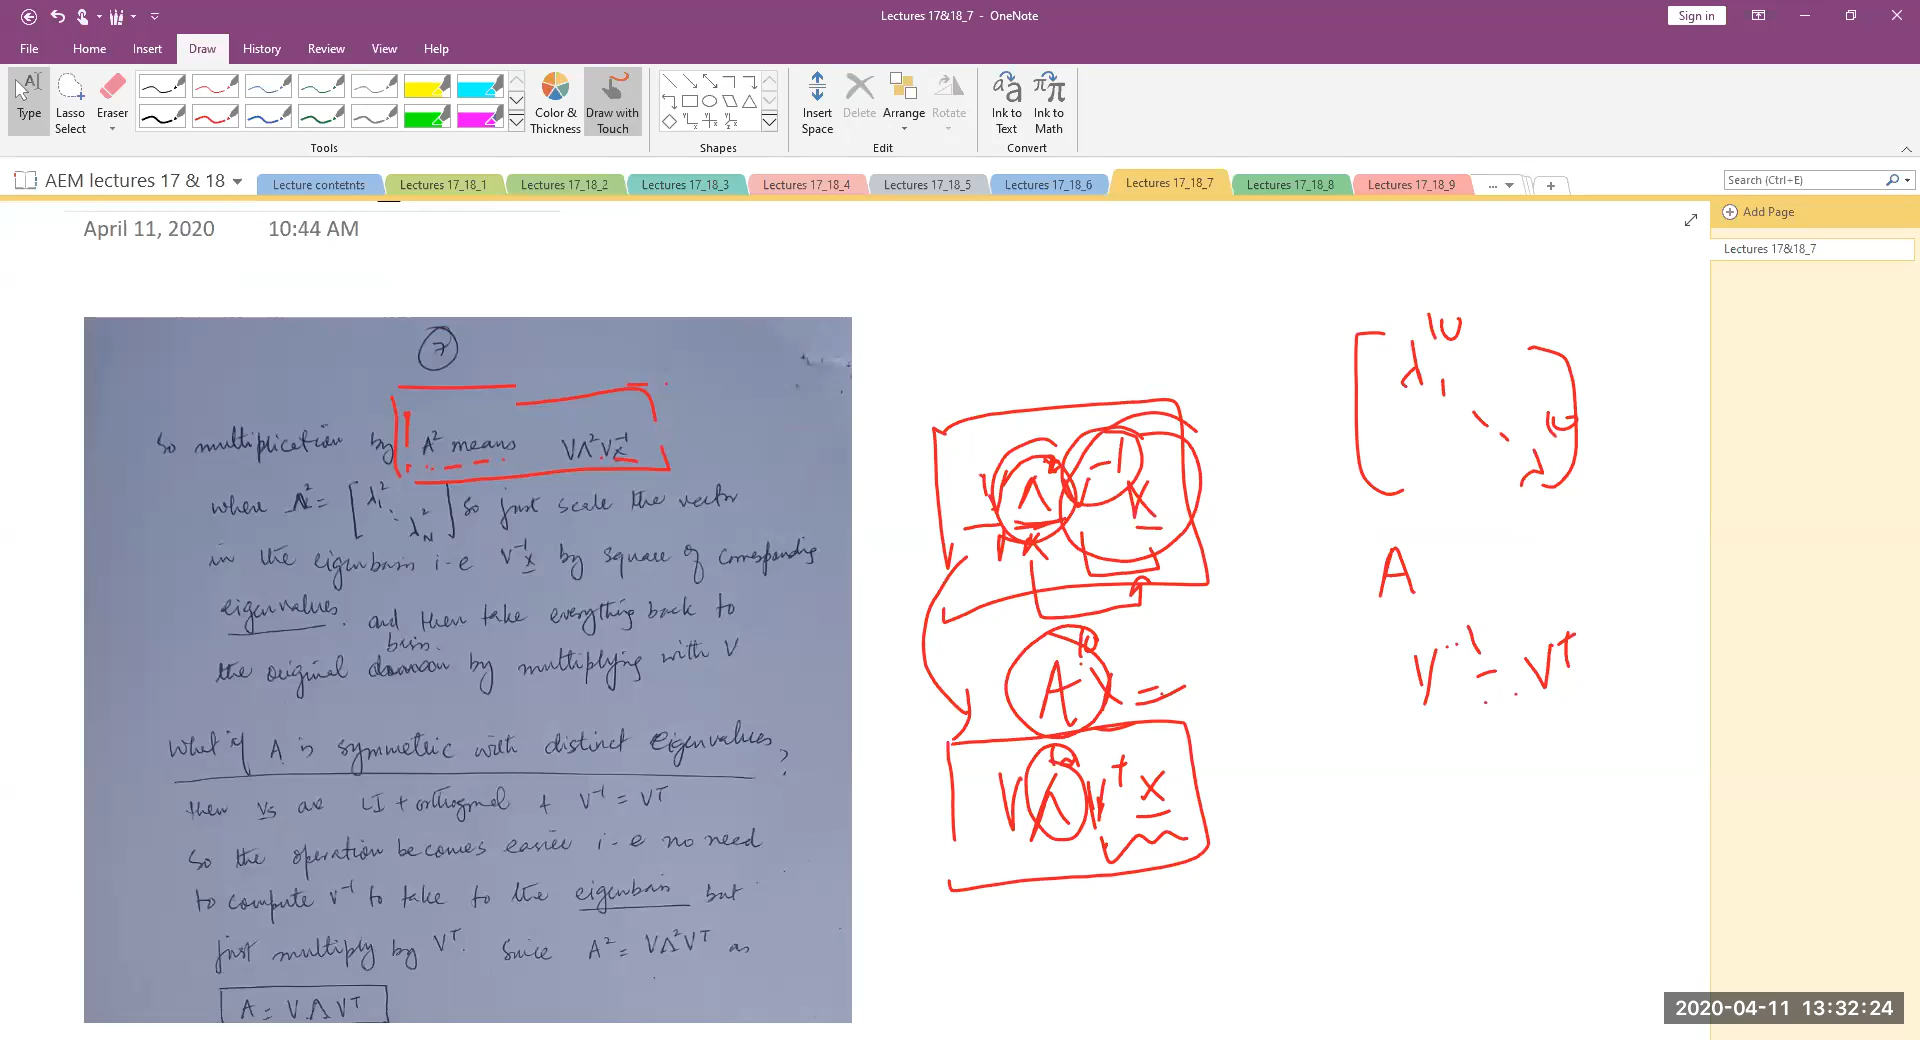 Lectures 17&18_7 - OneNote
Sign in
File Home Insert Draw History Review View Help
Type
Lasso Select
Eraser
Color & Thickness
Draw with Touch
Insert Space
Delete
Arrange
Rotate
Ink to Text
Ink to Math
Tools
Shapes
Edit
Convert
AEM lectures 17 & 18
Lecture contetnts
Lectures 17_18_1
Lectures 17_18_2
Lectures 17_18_3
Lectures 17_18_4
Lectures 17_18_5
Lectures 17_18_6
Lectures 17_18_7
Lectures 17_18_8
Lectures 17_18_9
...
Search (Ctrl+E)
Add Page
Lectures 17&18_7
April 11, 2020 10:44 AM
7
So multiplication by A² means VΛ²V⁻¹x
where Λ² = [λ₁² ⋱ λ_N²] so just scale the vector
in the eigenbasis i-e V⁻¹x by square of corresponding
eigenvalues. and then take everything back to
basis.
the original by multiplying with V
What if A is symmetric with distinct eigenvalues?
then vs are LI + orthogonal + V⁻¹ = VT
So the operation becomes easier i-e no need
to compute V⁻¹ to take to the eigenbasis but
just multiply by VT. Since A² = VΛ²VT as
A = VΛVT
A¹⁰x =
VΛ¹⁰VTx
λ₁¹⁰
A
V⁻¹ = VT
2020-04-11 13:32:24